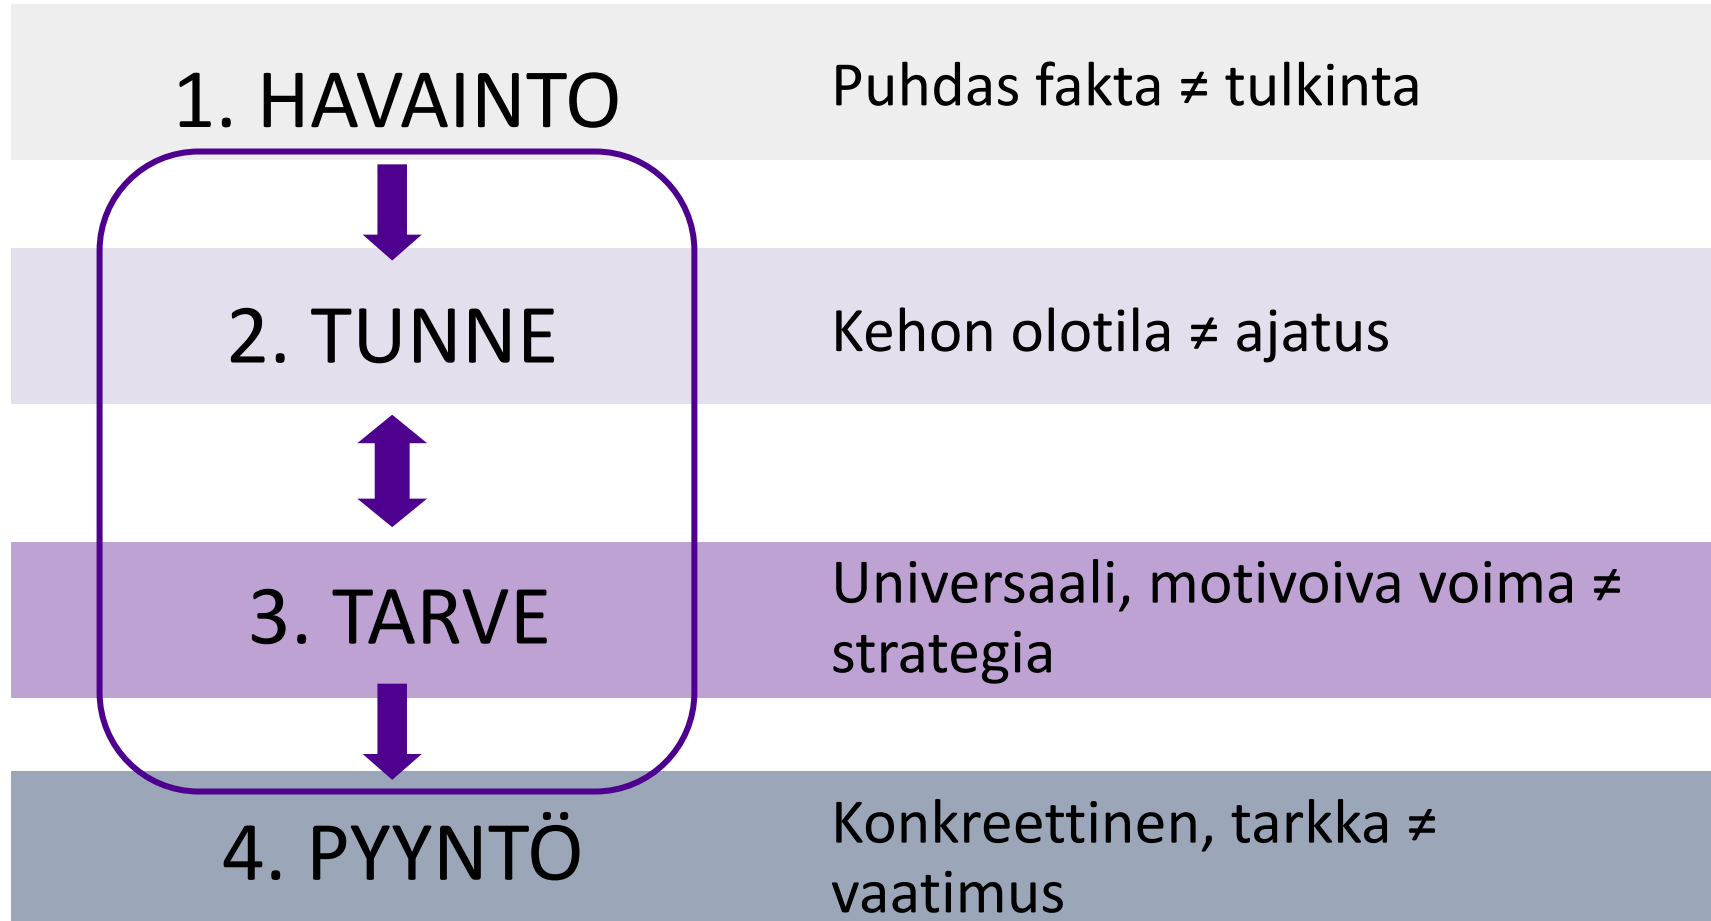 1. HAVAINTO
Puhdas fakta ≠ tulkinta
2. TUNNE
Kehon olotila ≠ ajatus
3. TARVE
Universaali, motivoiva voima ≠
strategia
4. PYYNTÖ
Konkreettinen, tarkka ≠
vaatimus